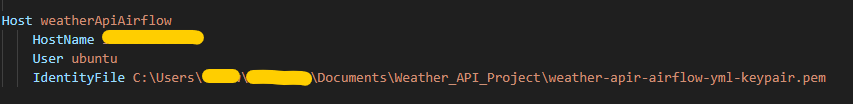 Host weatherApiAirflow
HostName
User ubuntu
IdentityFile C:\Users\ \ \Documents\Weather_API_Project\weather-apir-airflow-yml-keypair.pem